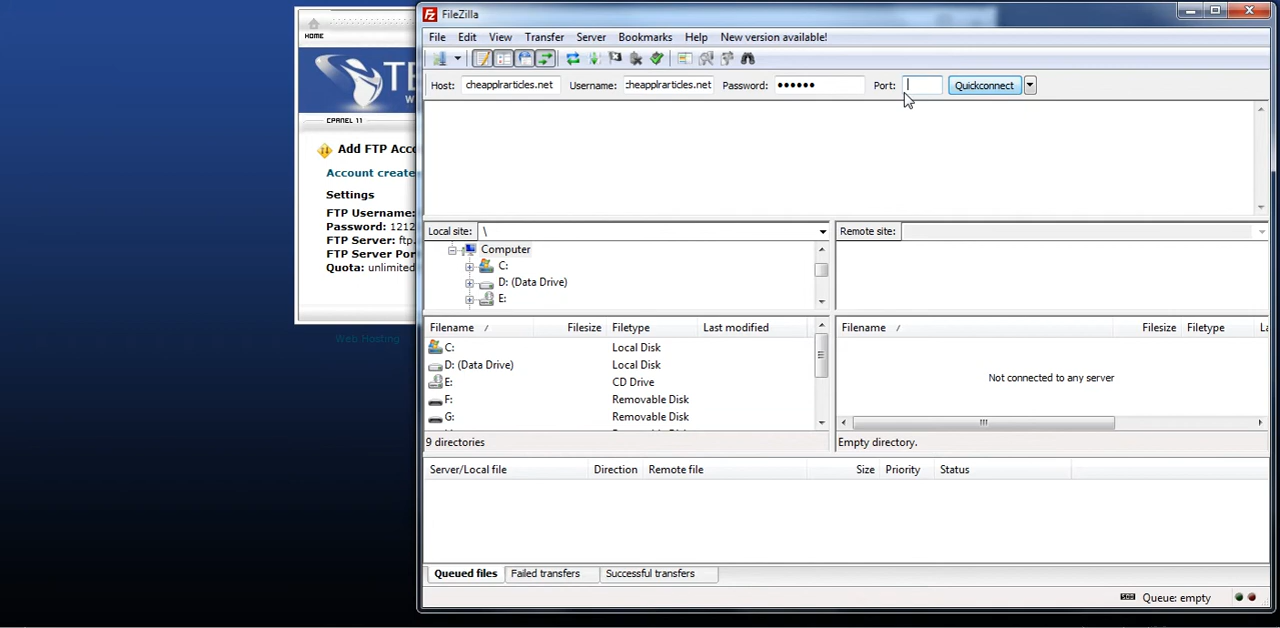 HOME
TE
W
CPANEL 11
Add FTP Acc
Account create
Settings
FTP Username:
Password: 1212
FTP Server: ftp.
FTP Server Por
Quota: unlimited
Web Hosting
FileZilla
File Edit View Transfer Server Bookmarks Help New version available!
Host: cheapplrarticles.net Username: cheapplrarticles.net Password: •••••• Port: Quickconnect
Local site: \
Computer
C:
D: (Data Drive)
E:
Remote site:
Filename / Filesize Filetype Last modified
C: Local Disk
D: (Data Drive) Local Disk
E: CD Drive
F: Removable Disk
G: Removable Disk
9 directories
Filename / Filesize Filetype La
Not connected to any server
Empty directory.
Server/Local file Direction Remote file Size Priority Status
Queued files Failed transfers Successful transfers
Queue: empty